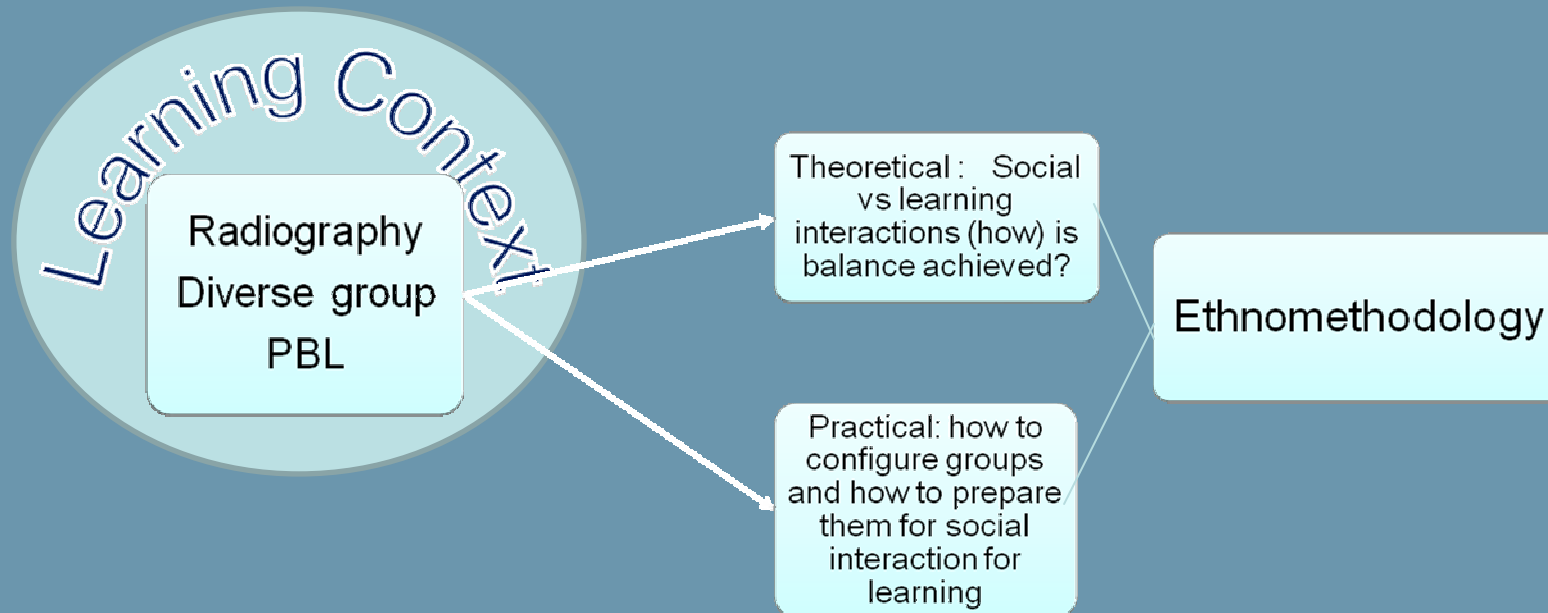 Learning Context
Radiography
Diverse group
PBL
Theoretical : Social
vs learning
interactions (how) is
balance achieved?
Practical: how to
configure groups
and how to prepare
them for social
interaction for
learning
Ethnomethodology